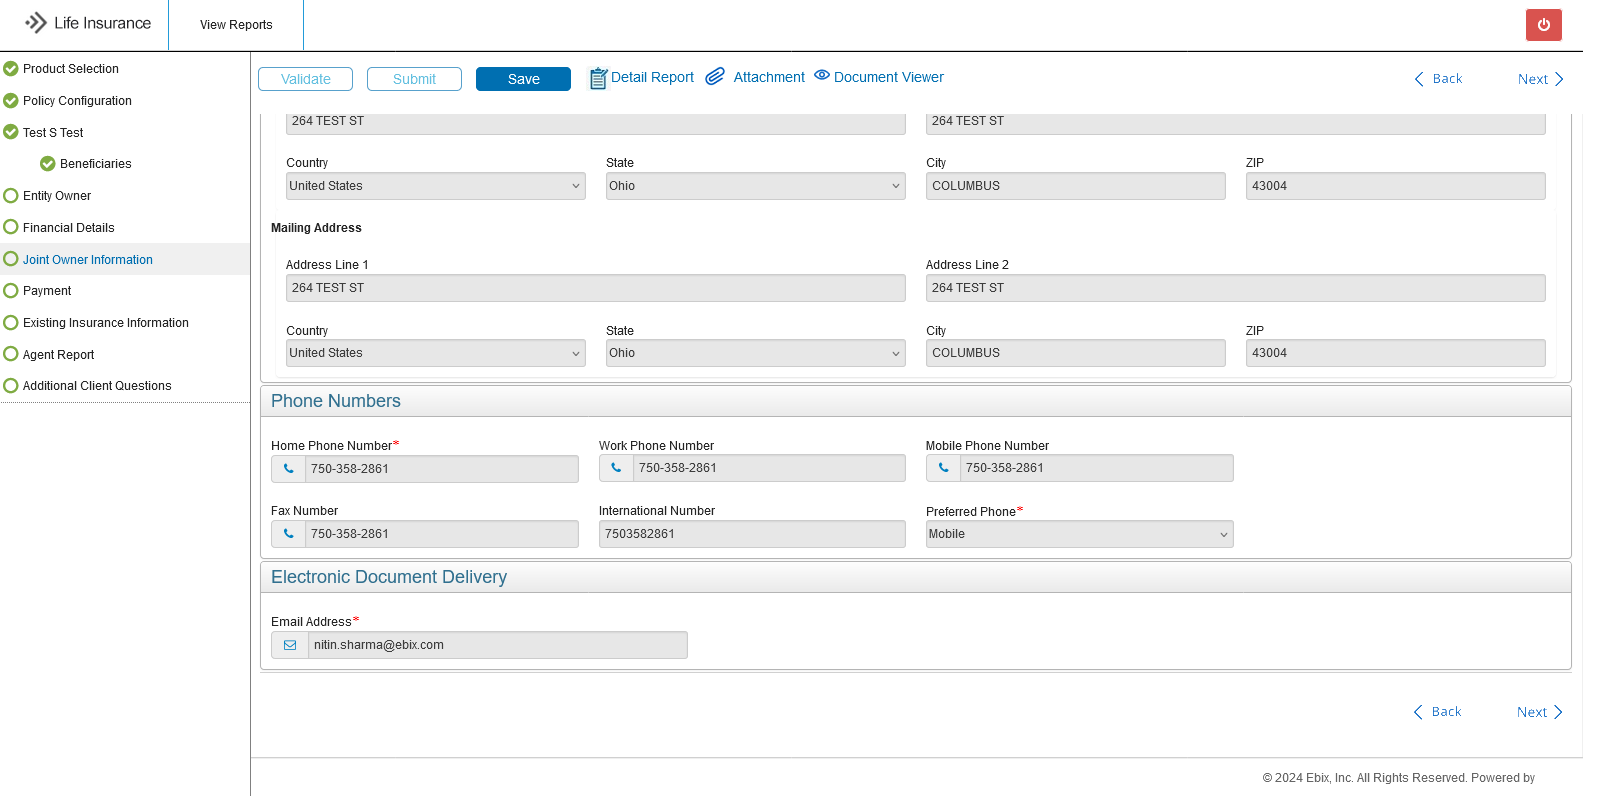 Life Insurance
View Reports
Product Selection
Policy Configuration
Test S Test
Beneficiaries
Entity Owner
Financial Details
Joint Owner Information
Payment
Existing Insurance Information
Agent Report
Additional Client Questions
Validate Submit Save Detail Report Attachment Document Viewer Back Next
264 TEST ST 264 TEST ST
Country State City ZIP
United States Ohio COLUMBUS 43004
Mailing Address
Address Line 1 Address Line 2
264 TEST ST 264 TEST ST
Country State City ZIP
United States Ohio COLUMBUS 43004
Phone Numbers
Home Phone Number* Work Phone Number Mobile Phone Number
750-358-2861 750-358-2861 750-358-2861
Fax Number International Number Preferred Phone*
750-358-2861 7503582861 Mobile
Electronic Document Delivery
Email Address*
nitin.sharma@ebix.com
Back Next
© 2024 Ebix, Inc. All Rights Reserved. Powered by